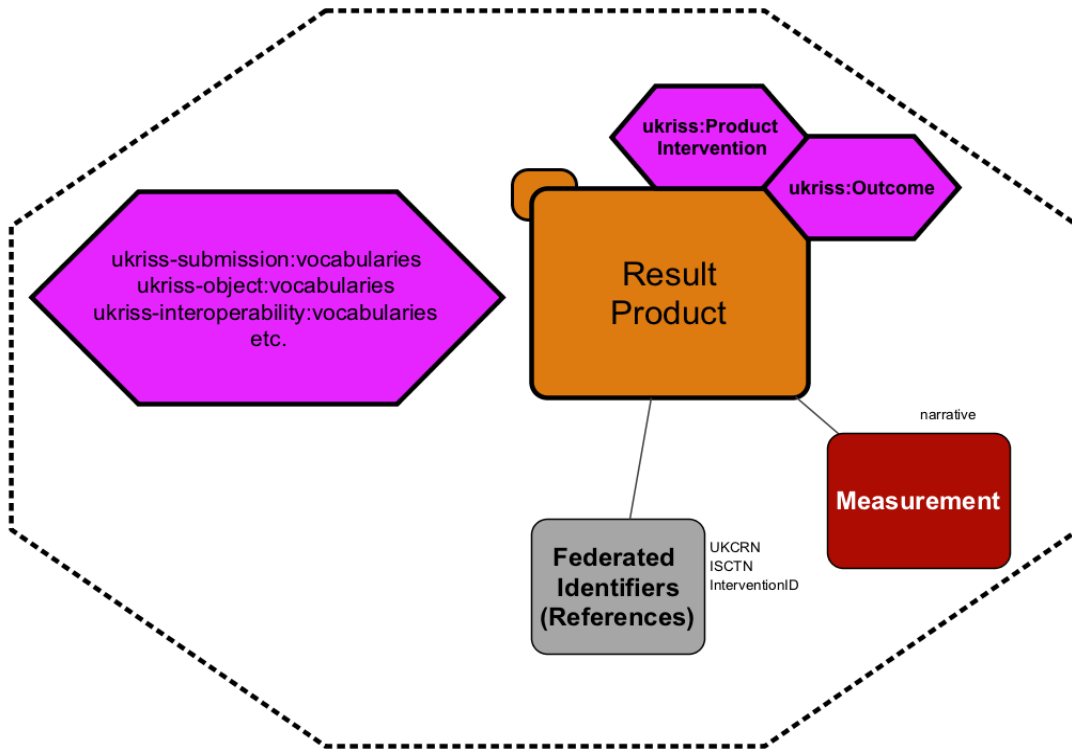 ukriss:Product
Intervention
ukriss:Outcome
ukriss-submission:vocabularies
ukriss-object:vocabularies
ukriss-interoperability:vocabularies
etc.
Result
Product
narrative
Measurement
Federated
Identifiers
(References)
UKCRN
ISCTN
InterventionID